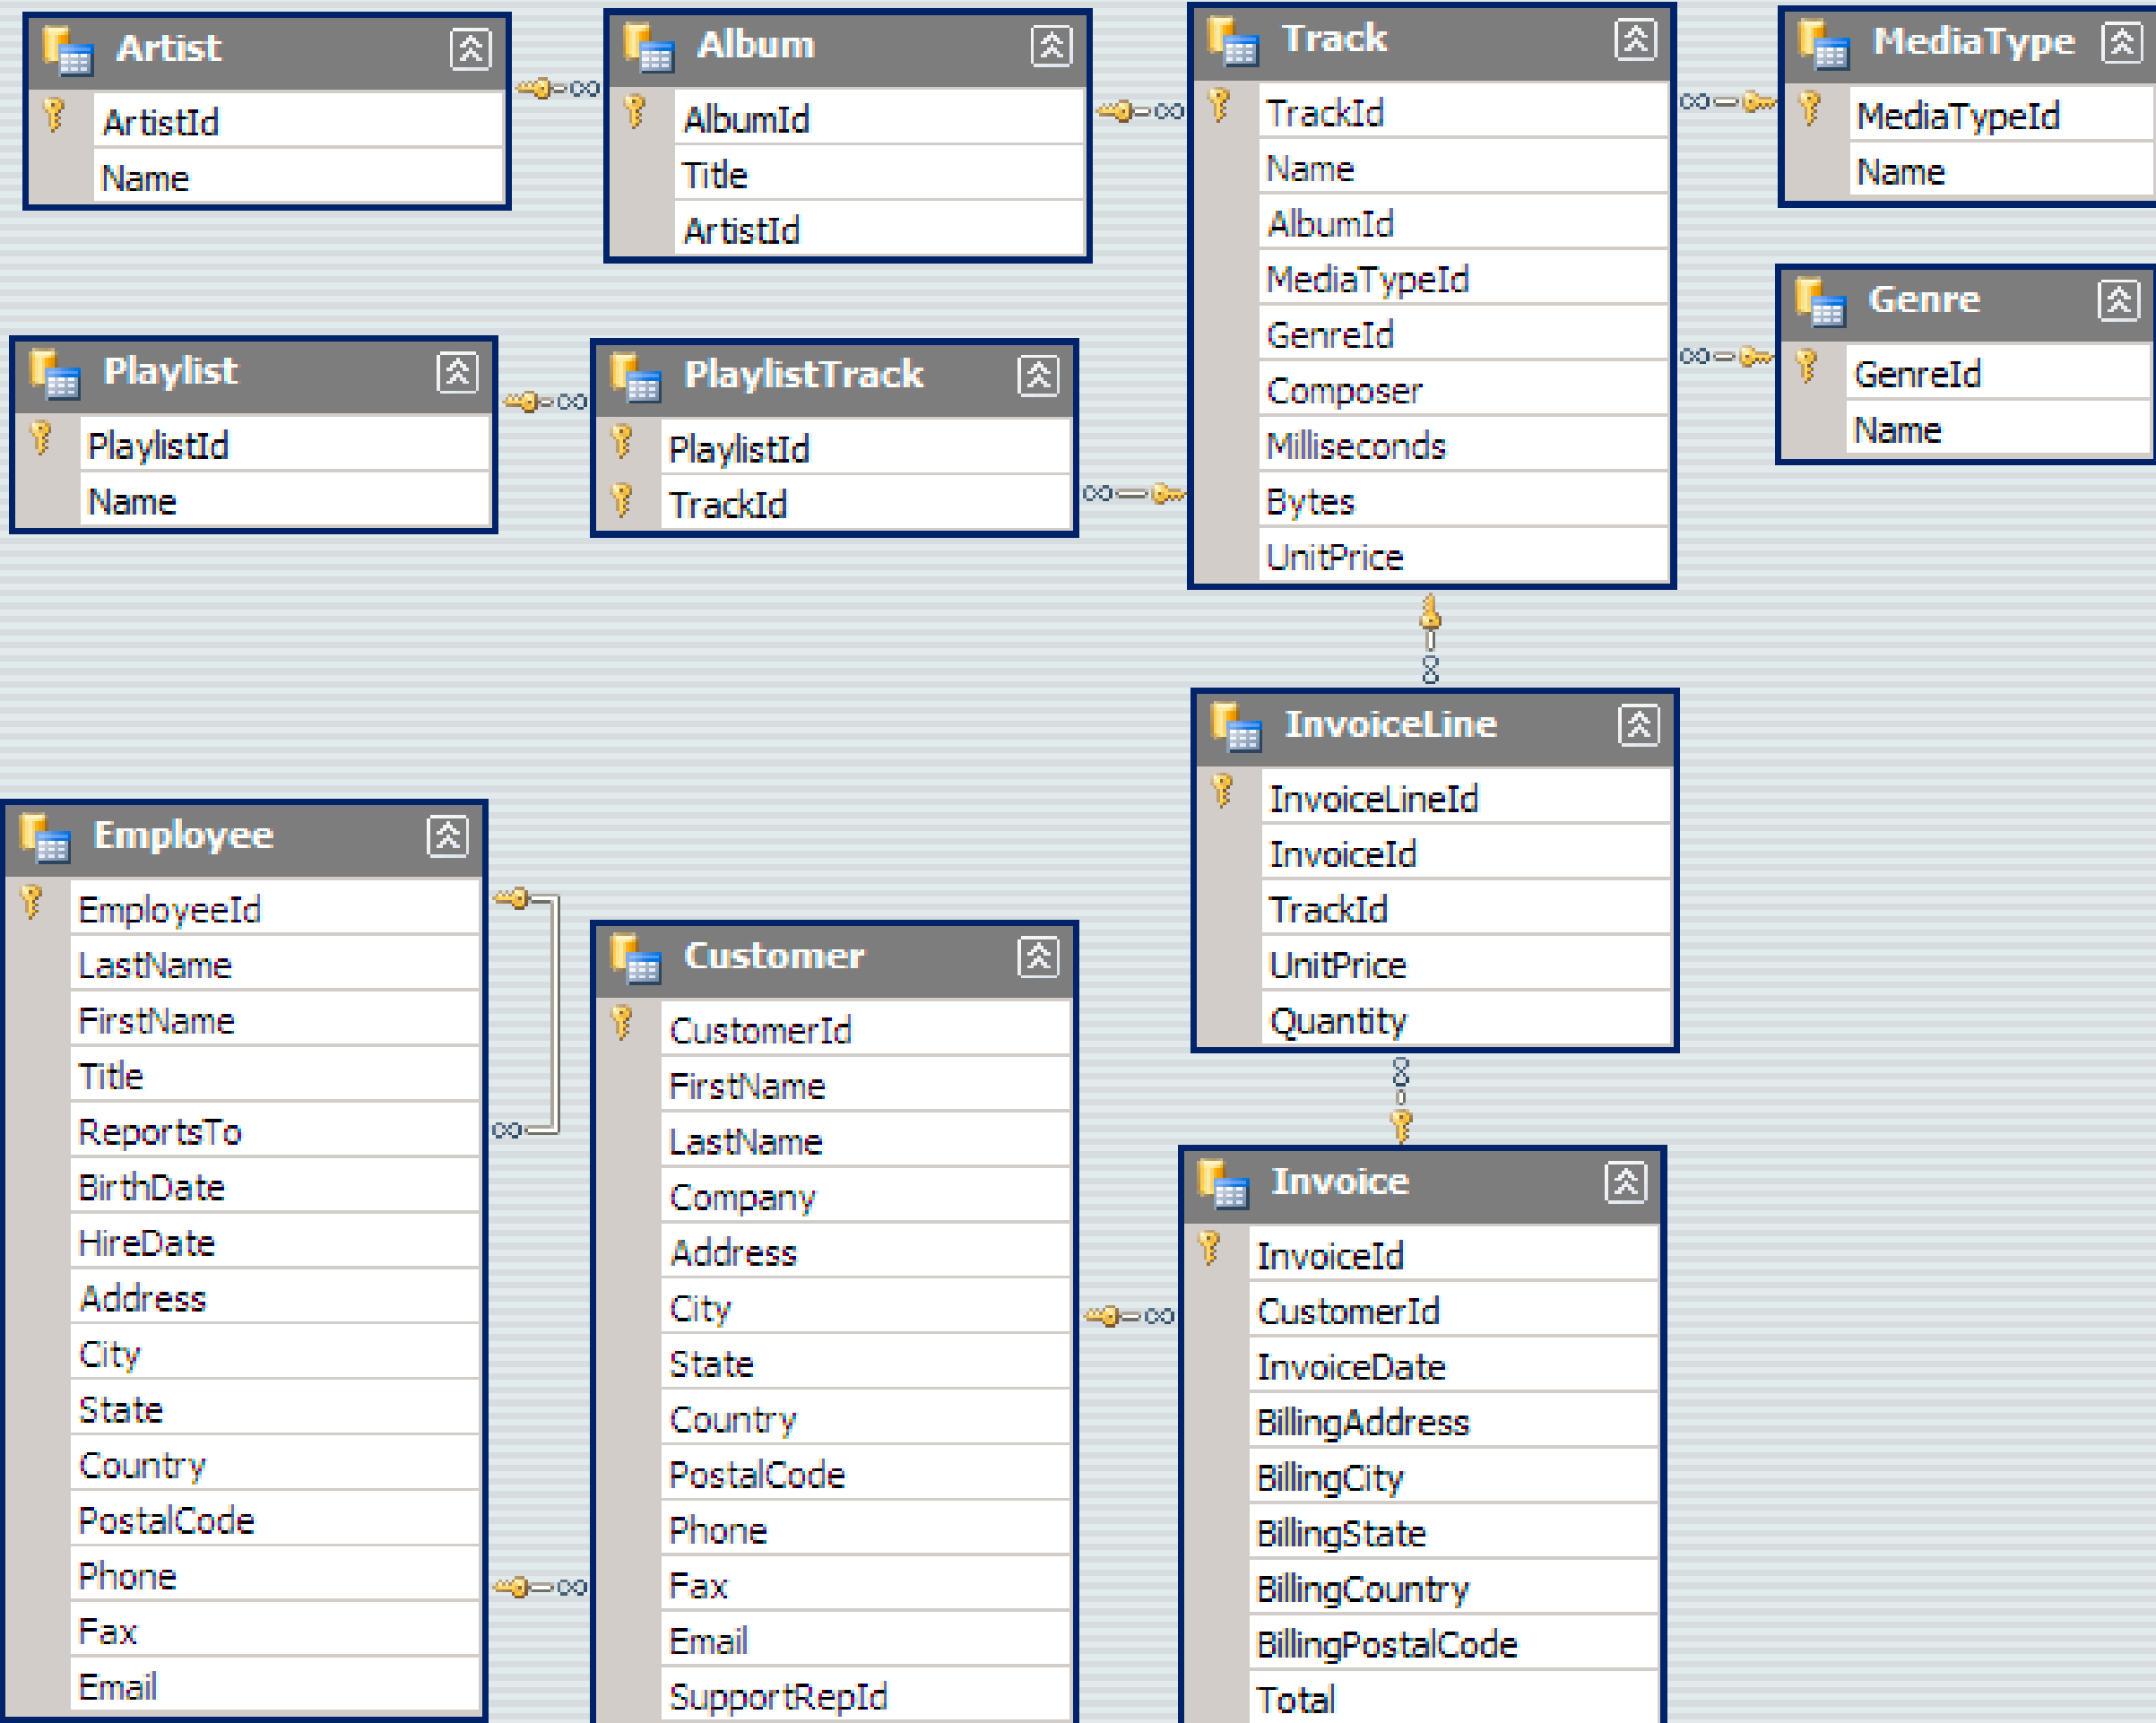 Artist
ArtistId
Name
Album
AlbumId
Title
ArtistId
Track
TrackId
Name
AlbumId
MediaTypeId
GenreId
Composer
Milliseconds
Bytes
UnitPrice
MediaType
MediaTypeId
Name
Genre
GenreId
Name
Playlist
PlaylistId
Name
PlaylistTrack
PlaylistId
TrackId
InvoiceLine
InvoiceLineId
InvoiceId
TrackId
UnitPrice
Quantity
Employee
EmployeeId
LastName
FirstName
Title
ReportsTo
BirthDate
HireDate
Address
City
State
Country
PostalCode
Phone
Fax
Email
Customer
CustomerId
FirstName
LastName
Company
Address
City
State
Country
PostalCode
Phone
Fax
Email
SupportRepId
Invoice
InvoiceId
CustomerId
InvoiceDate
BillingAddress
BillingCity
BillingState
BillingCountry
BillingPostalCode
Total